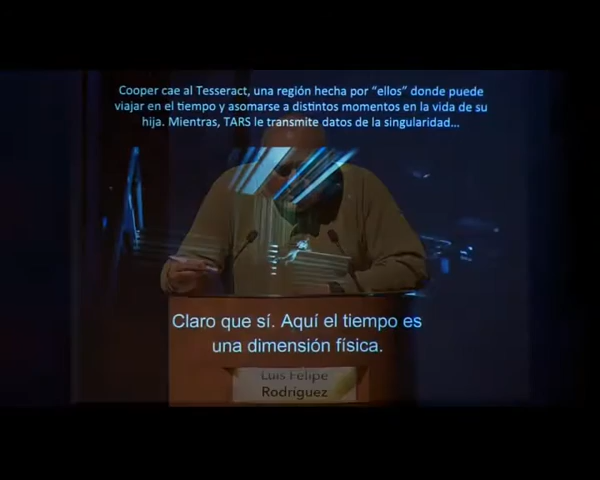 Cooper cae al Tesseract, una región hecha por “ellos” donde puede
viajar en el tiempo y asomarse a distintos momentos en la vida de su
hija. Mientras, TARS le transmite datos de la singularidad...
Claro que sí. Aquí el tiempo es
una dimensión física.
Luis Felipe
Rodríguez